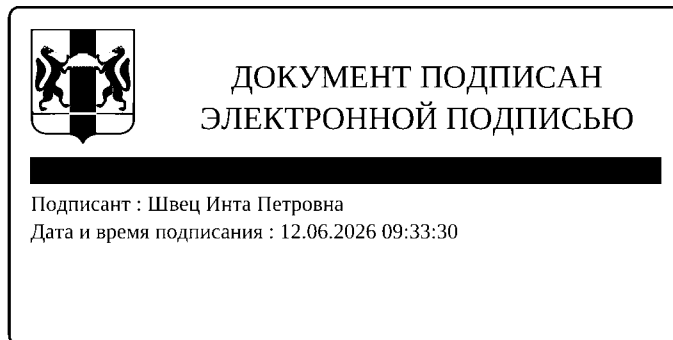 ДОКУМЕНТ ПОДПИСАН
ЭЛЕКТРОННОЙ ПОДПИСЬЮ
Подписант : Швец Инта Петровна
Дата и время подписания : 12.06.2026 09:33:30